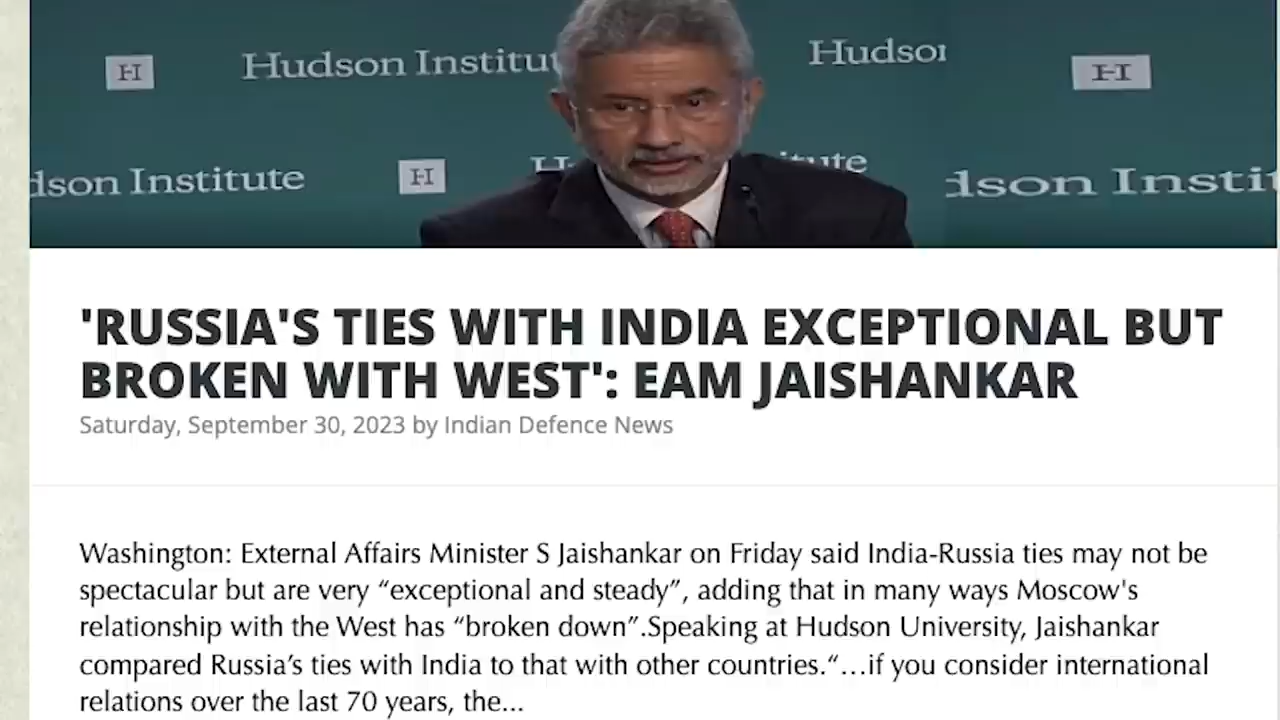 H Hudson Institu Hudson H
dson Institute H H itute dson Instit
'RUSSIA'S TIES WITH INDIA EXCEPTIONAL BUT
BROKEN WITH WEST': EAM JAISHANKAR
Saturday, September 30, 2023 by Indian Defence News
Washington: External Affairs Minister S Jaishankar on Friday said India-Russia ties may not be
spectacular but are very “exceptional and steady”, adding that in many ways Moscow's
relationship with the West has “broken down”.Speaking at Hudson University, Jaishankar
compared Russia’s ties with India to that with other countries.“…if you consider international
relations over the last 70 years, the...